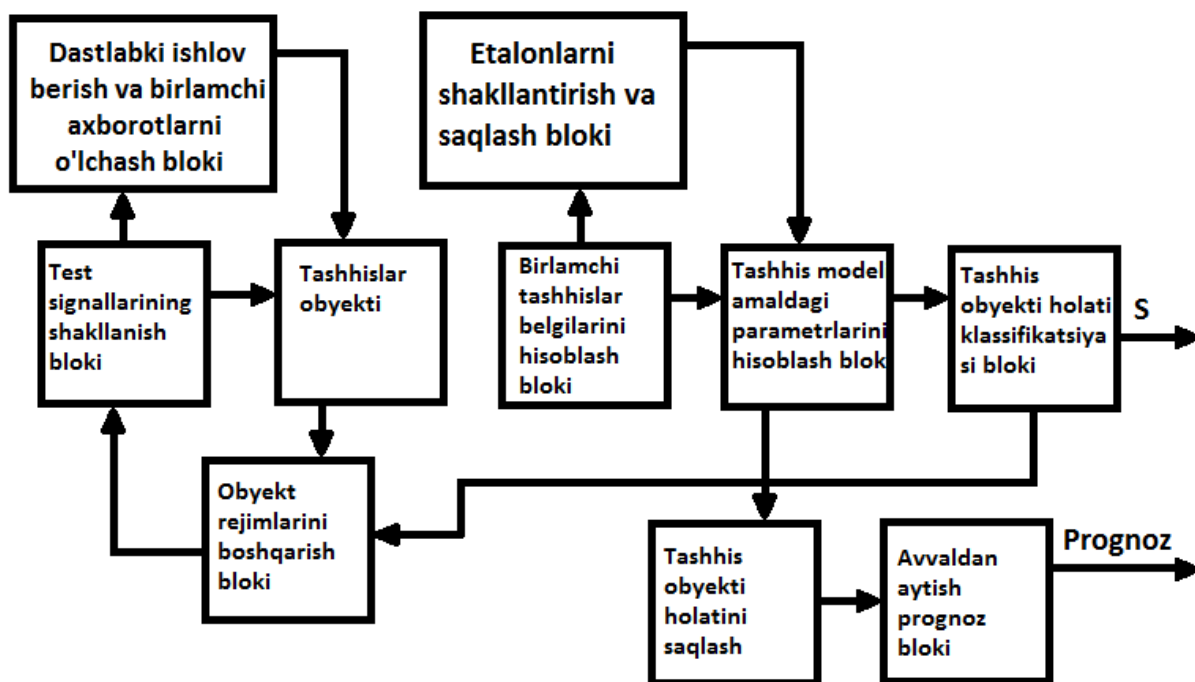 Dastlabki ishlov
berish va birlamchi
axborotlarni
o'lchash bloki
Etalonlarni
shakllantirish va
saqlash bloki
Test
signallarining
shakllanish
bloki
Tashhislar
obyekti
Birlamchi
tashhislar
belgilarini
hisoblash
bloki
Tashhis model
amaldagi
parametrlarini
hisoblash blok
Tashhis
obyekti holati
klassifikatsiya
si bloki
S
Obyekt
rejimlarini
boshqarish
bloki
Tashhis
obyekti
holatini
saqlash
Avvaldan
aytish
prognoz
bloki
Prognoz